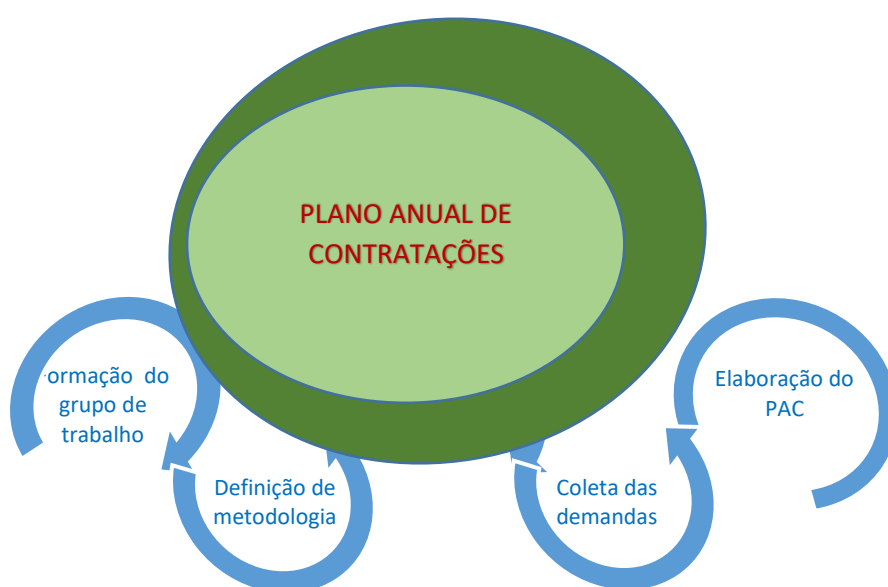 PLANO ANUAL DE
CONTRATAÇÕES
ormação do
grupo de
trabalho
Definição de
metodologia
Coleta das
demandas
Elaboração do
PAC